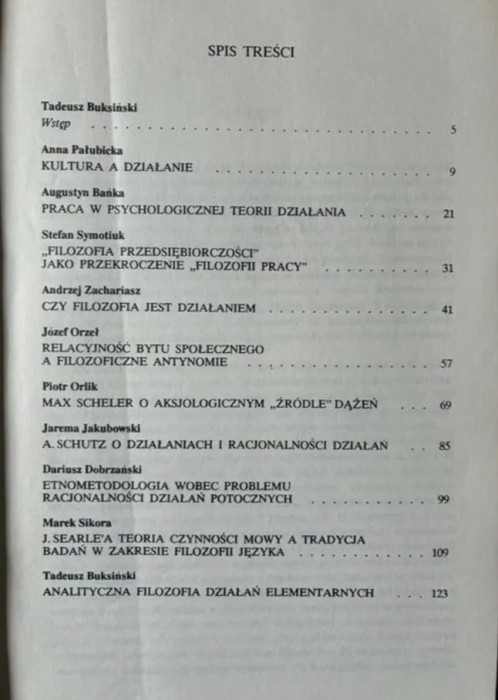 SPIS TREŚCI
Tadeusz Buksiński
Wstęp . . . . . . . . . . . . . . . . . . . . . . . . 5
Anna Pałubicka
KULTURA A DZIAŁANIE . . . . . . . . . . . . . . . 9
Augustyn Bańka
PRACA W PSYCHOLOGICZNEJ TEORII DZIAŁANIA . . . . . . . 21
Stefan Symotiuk
„FILOZOFIA PRZEDSIĘBIORCZOŚCI"
JAKO PRZEKROCZENIE „FILOZOFII PRACY" . . . . . . . . . . 31
Andrzej Zachariasz
CZY FILOZOFIA JEST DZIAŁANIEM . . . . . . . . . . . . . 41
Józef Orzeł
RELACYJNOŚĆ BYTU SPOŁECZNEGO
A FILOZOFICZNE ANTYNOMIE . . . . . . . . . . . . . . 57
Piotr Orlik
MAX SCHELER O AKSJOLOGICZNYM „ŹRÓDLE" DĄŻEŃ . . . 69
Jarema Jakubowski
A. SCHUTZ O DZIAŁANIACH I RACJONALNOŚCI DZIAŁAŃ . . 85
Dariusz Dobrzański
ETNOMETODOLOGIA WOBEC PROBLEMU
RACJONALNOŚCI DZIAŁAŃ POTOCZNYCH . . . . . . . . . . . 99
Marek Sikora
J. SEARLE'A TEORIA CZYNNOŚCI MOWY A TRADYCJA
BADAŃ W ZAKRESIE FILOZOFII JĘZYKA . . . . . . . . . . . . 109
Tadeusz Buksiński
ANALITYCZNA FILOZOFIA DZIAŁAŃ ELEMENTARNYCH . . . 123